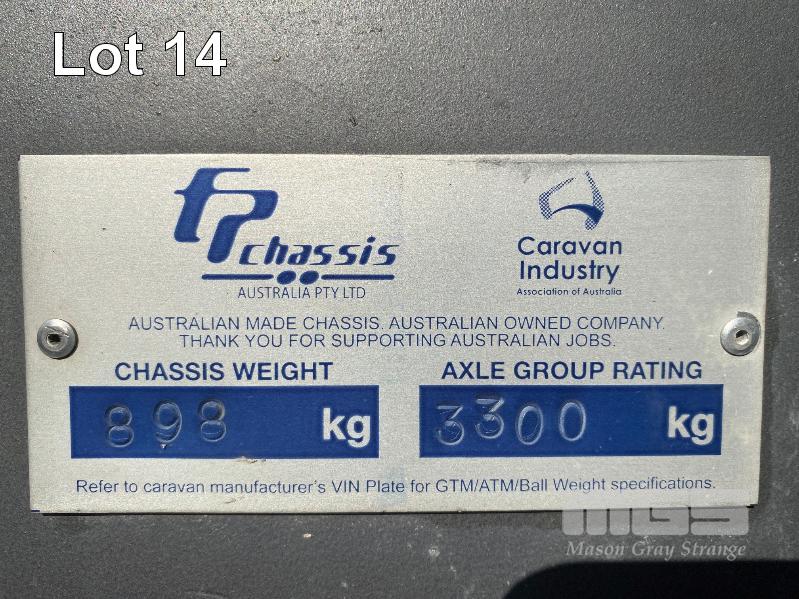 Lot 14
FP chassis
AUSTRALIA PTY LTD
Caravan
Industry
Association of Australia
AUSTRALIAN MADE CHASSIS. AUSTRALIAN OWNED COMPANY.
THANK YOU FOR SUPPORTING AUSTRALIAN JOBS.
CHASSIS WEIGHT
898 kg
AXLE GROUP RATING
3300 kg
Refer to caravan manufacturer's VIN Plate for GTM/ATM/Ball Weight specifications.
MGS
Mason Gray Strange